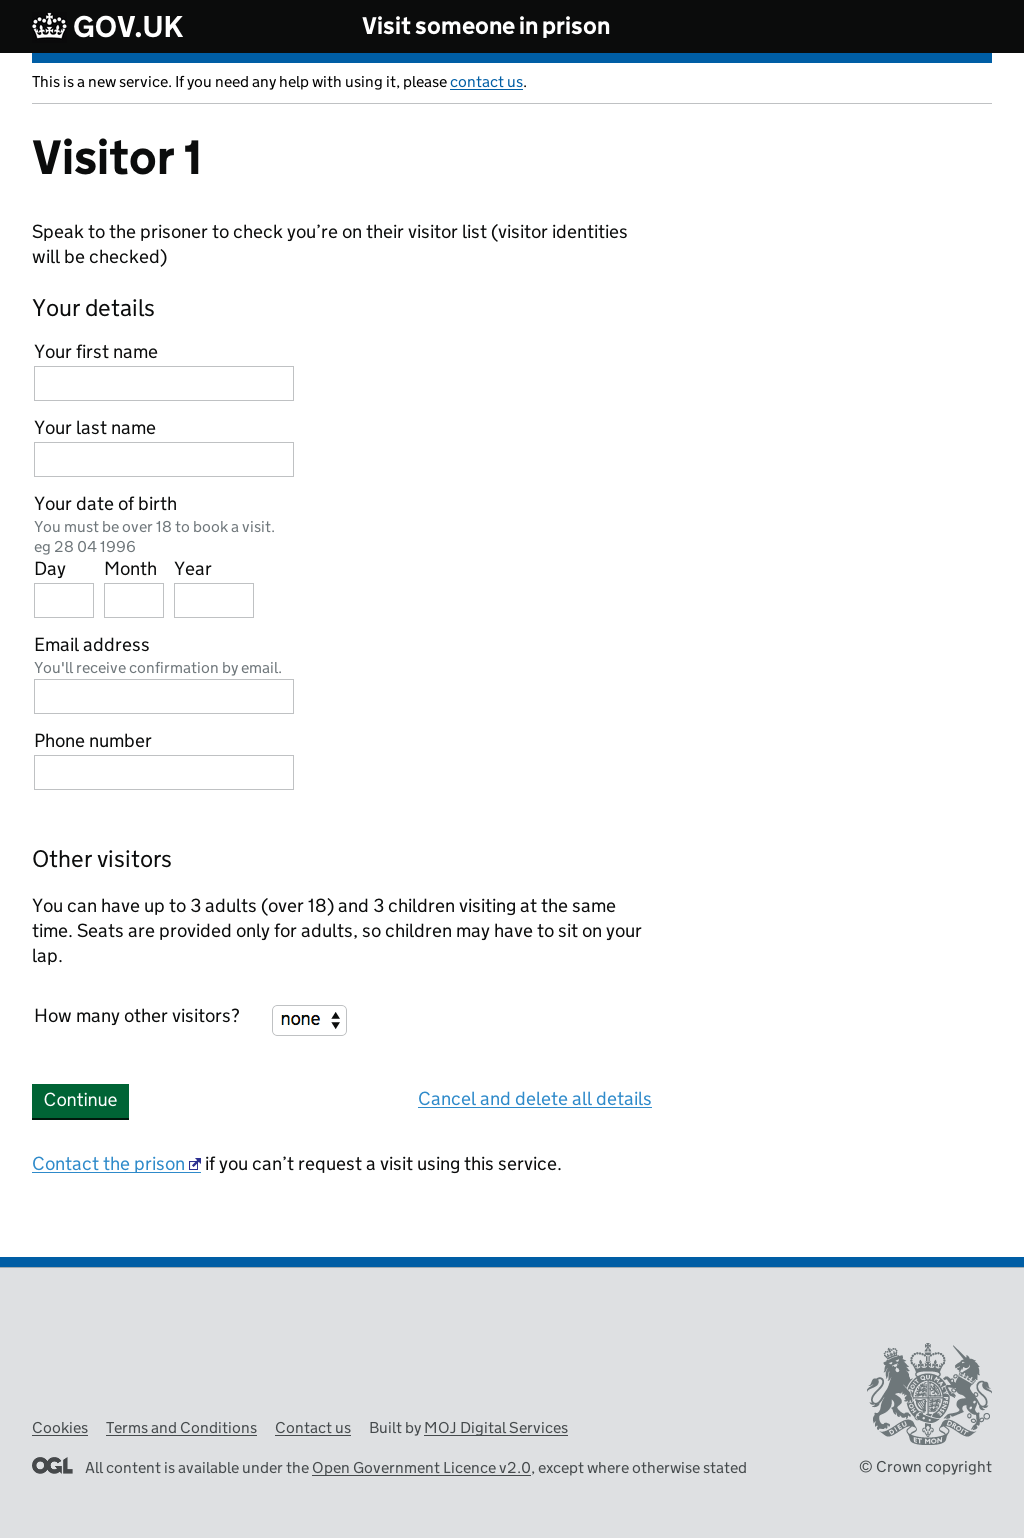 GOV.UK
Visit someone in prison
This is a new service. If you need any help with using it, please contact us.
Visitor 1
Speak to the prisoner to check you’re on their visitor list (visitor identities
will be checked)
Your details
Your first name
Your last name
Your date of birth
You must be over 18 to book a visit.
eg 28 04 1996
Day Month Year
Email address
You'll receive confirmation by email.
Phone number
Other visitors
You can have up to 3 adults (over 18) and 3 children visiting at the same
time. Seats are provided only for adults, so children may have to sit on your
lap.
How many other visitors? none
Continue
Cancel and delete all details
Contact the prison if you can’t request a visit using this service.
Cookies Terms and Conditions Contact us Built by MOJ Digital Services
OGL All content is available under the Open Government Licence v2.0, except where otherwise stated
DIEU ET MON DROIT
© Crown copyright